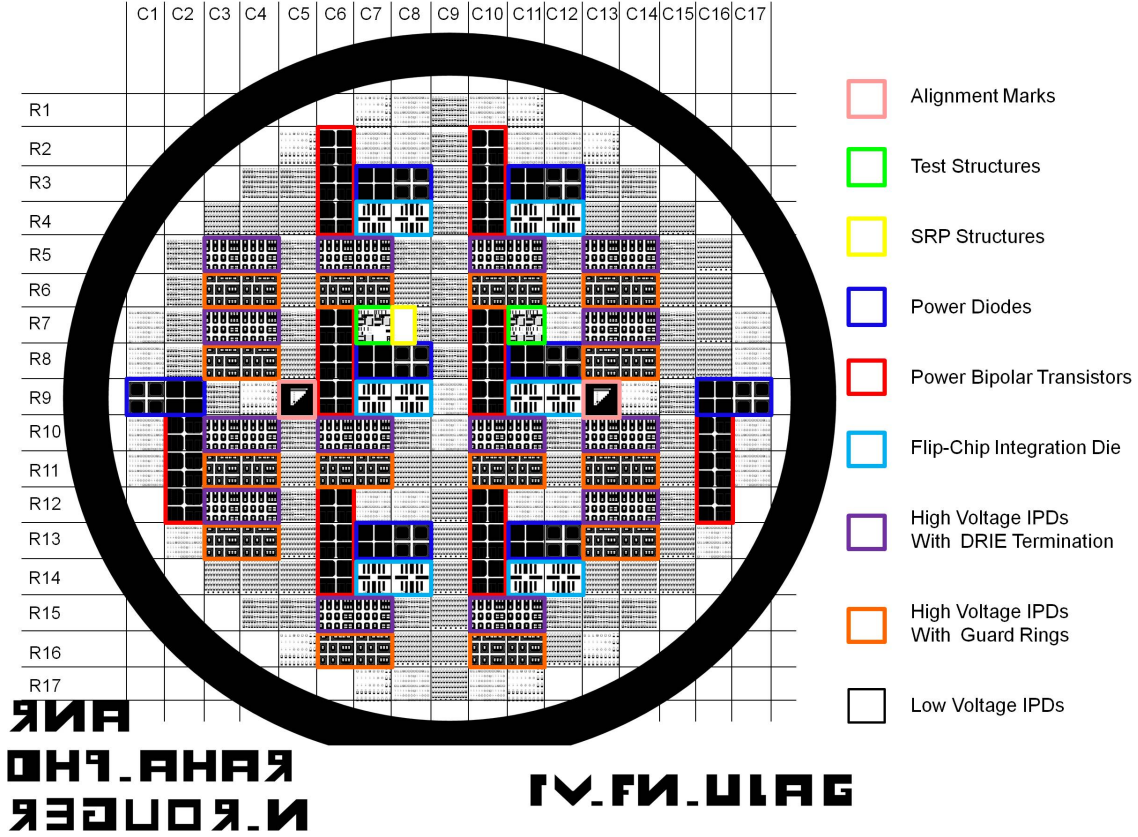 C1 C2 C3 C4 C5 C6 C7 C8 C9 C10 C11 C12 C13 C14 C15 C16 C17
R1
R2
R3
R4
R5
R6
R7
R8
R9
R10
R11
R12
R13
R14
R15
R16
R17
Alignment Marks
Test Structures
SRP Structures
Power Diodes
Power Bipolar Transistors
Flip-Chip Integration Die
High Voltage IPDs
With DRIE Termination
High Voltage IPDs
With Guard Rings
Low Voltage IPDs
ANR
RAHA_PHD
N_ROUGER